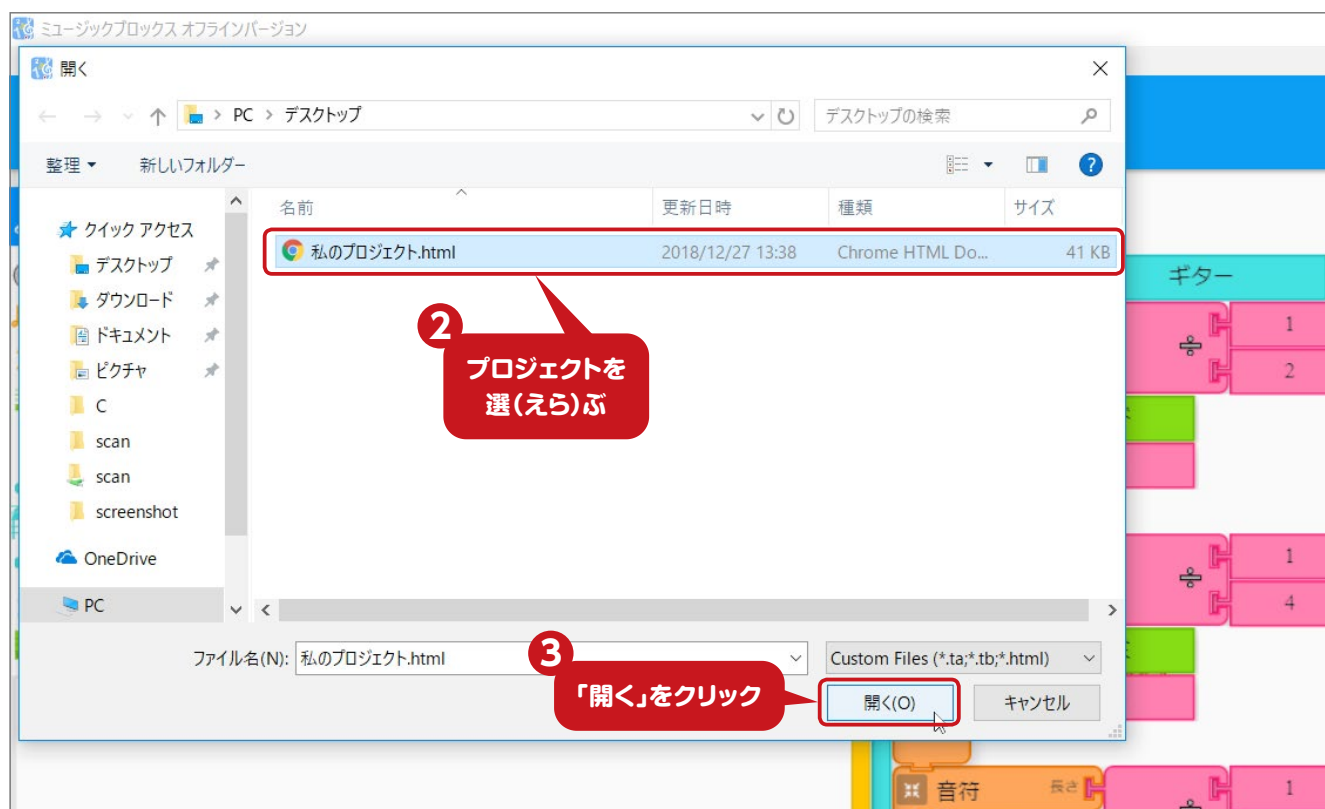 ミュージックブロックス オフラインバージョン
開く
PC > デスクトップ
デスクトップの検索
整理 新しいフォルダー
名前 更新日時 種類 サイズ
クイック アクセス
私のプロジェクト.html 2018/12/27 13:38 Chrome HTML Do... 41 KB
デスクトップ
ダウンロード
ドキュメント
ピクチャ
C
scan
scan
screenshot
OneDrive
PC
2
プロジェクトを
選(えら)ぶ
ギター
÷ 1
2
÷ 1
4
ファイル名(N): 私のプロジェクト.html
Custom Files (*.ta;*.tb;*.html)
3
「開く」をクリック
開く(O) キャンセル
音符 長さ ÷ 1